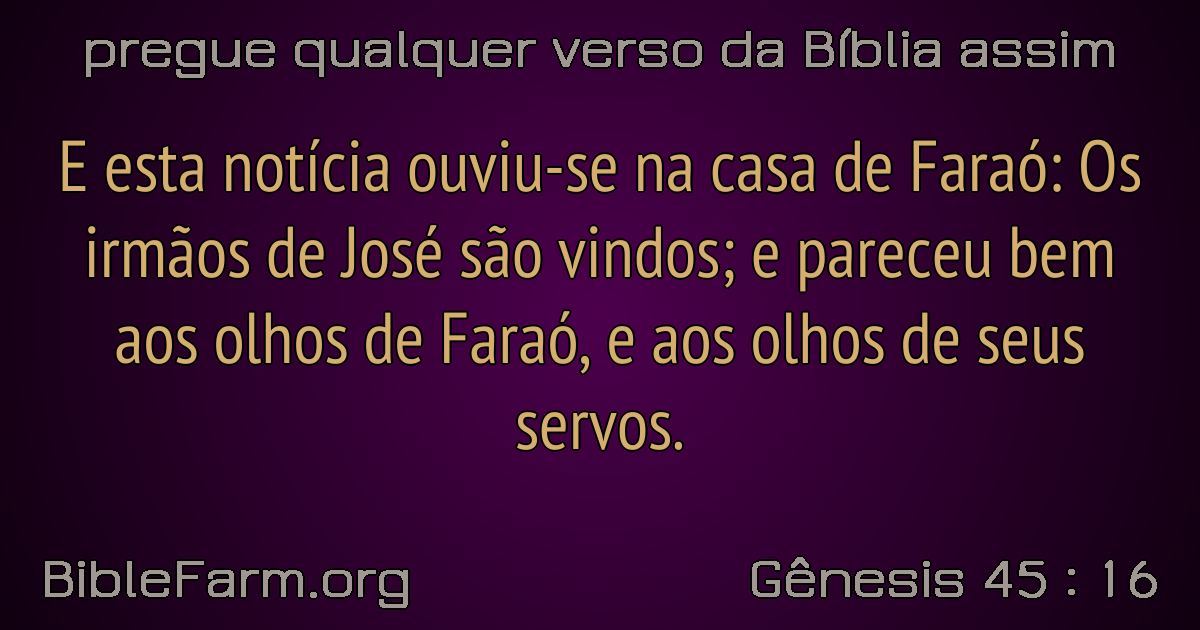 pregue qualquer verso da Bíblia assim
E esta notícia ouviu-se na casa de Faraó: Os
irmãos de José são vindos; e pareceu bem
aos olhos de Faraó, e aos olhos de seus
servos.
BibleFarm.org
Gênesis 45 : 16